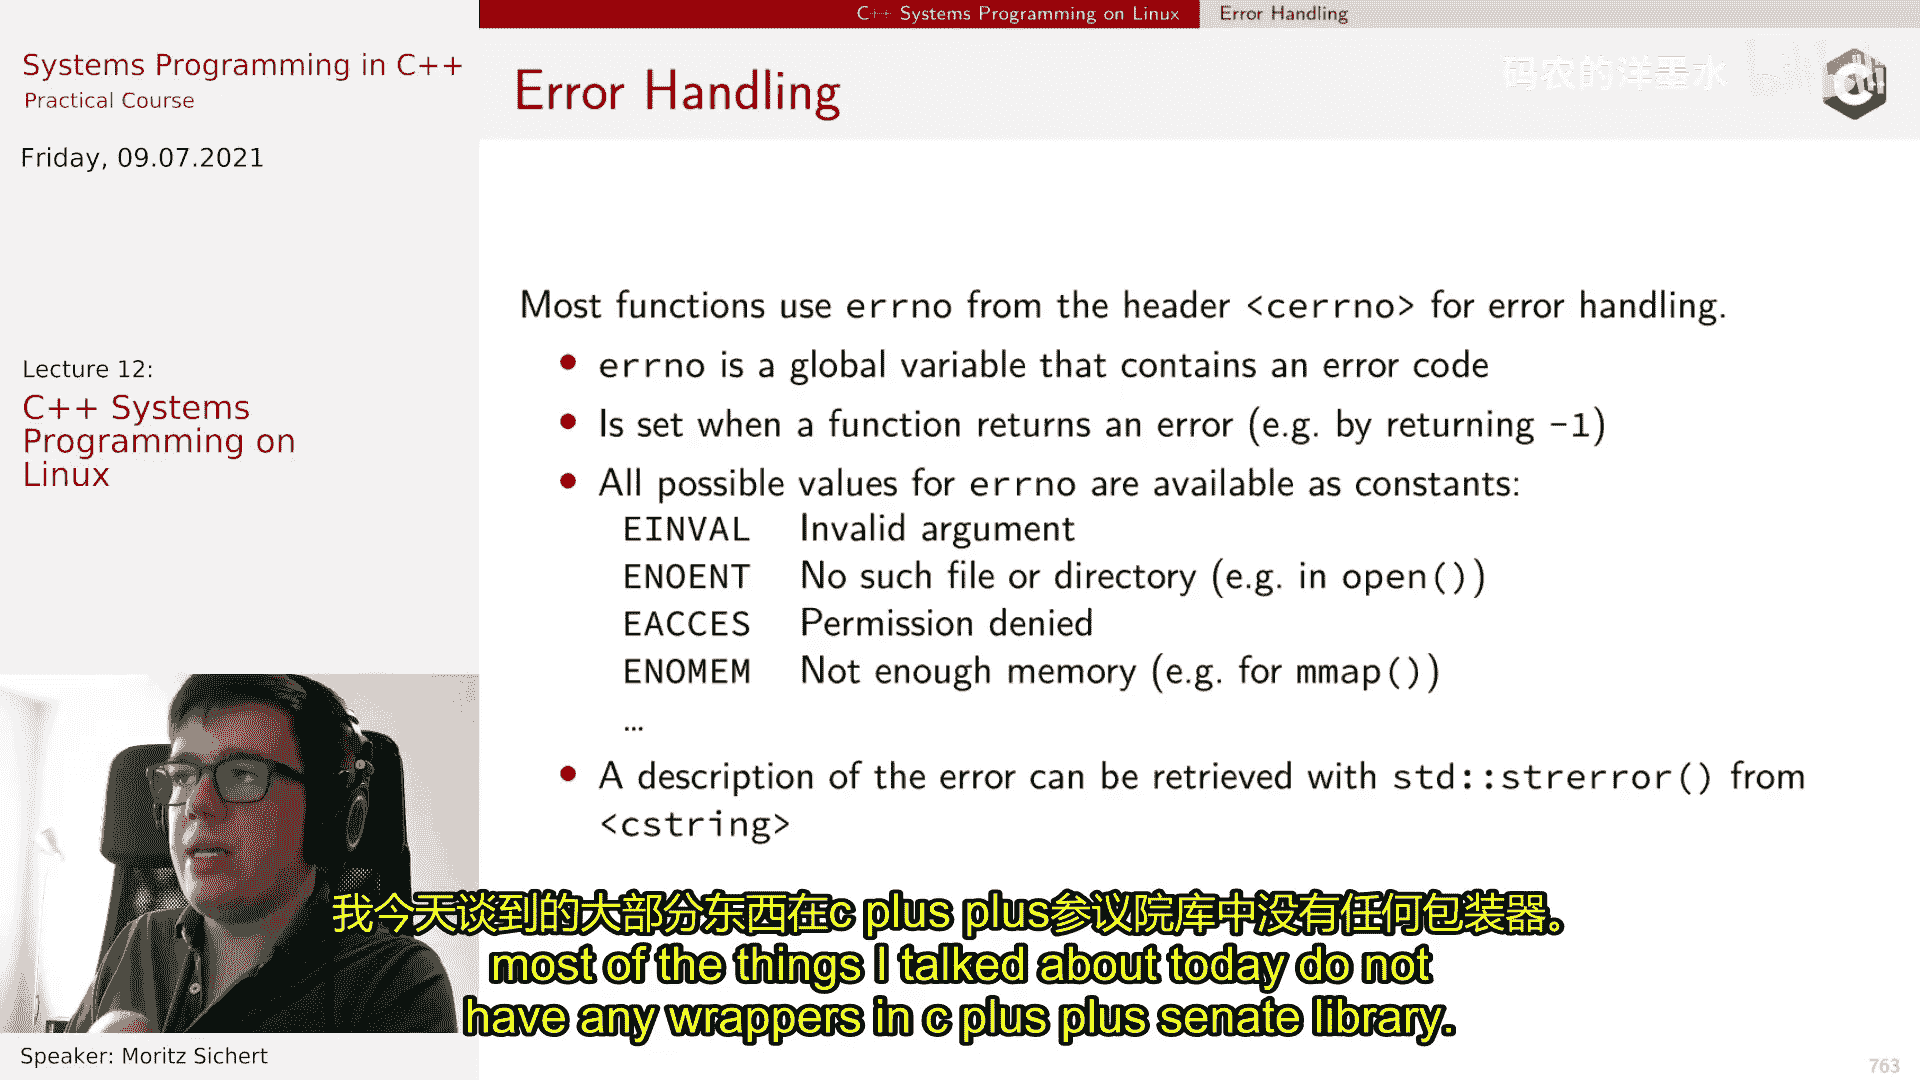 C++ Systems Programming on Linux
Error Handling
Systems Programming in C++
Practical Course
Friday, 09.07.2021
Error Handling
码农的洋墨水
Lecture 12:
C++ Systems
Programming on
Linux
Most functions use errno from the header <cerrno> for error handling.
• errno is a global variable that contains an error code
• Is set when a function returns an error (e.g. by returning -1)
• All possible values for errno are available as constants:
EINVAL Invalid argument
ENOENT No such file or directory (e.g. in open())
EACCES Permission denied
ENOMEM Not enough memory (e.g. for mmap())
…
• A description of the error can be retrieved with std::strerror() from
<cstring>
我今天谈到的大部分东西在c plus plus参议院库中没有任何包装器。
most of the things I talked about today do not
have any wrappers in c plus plus senate library.
Speaker: Moritz Sichert
763